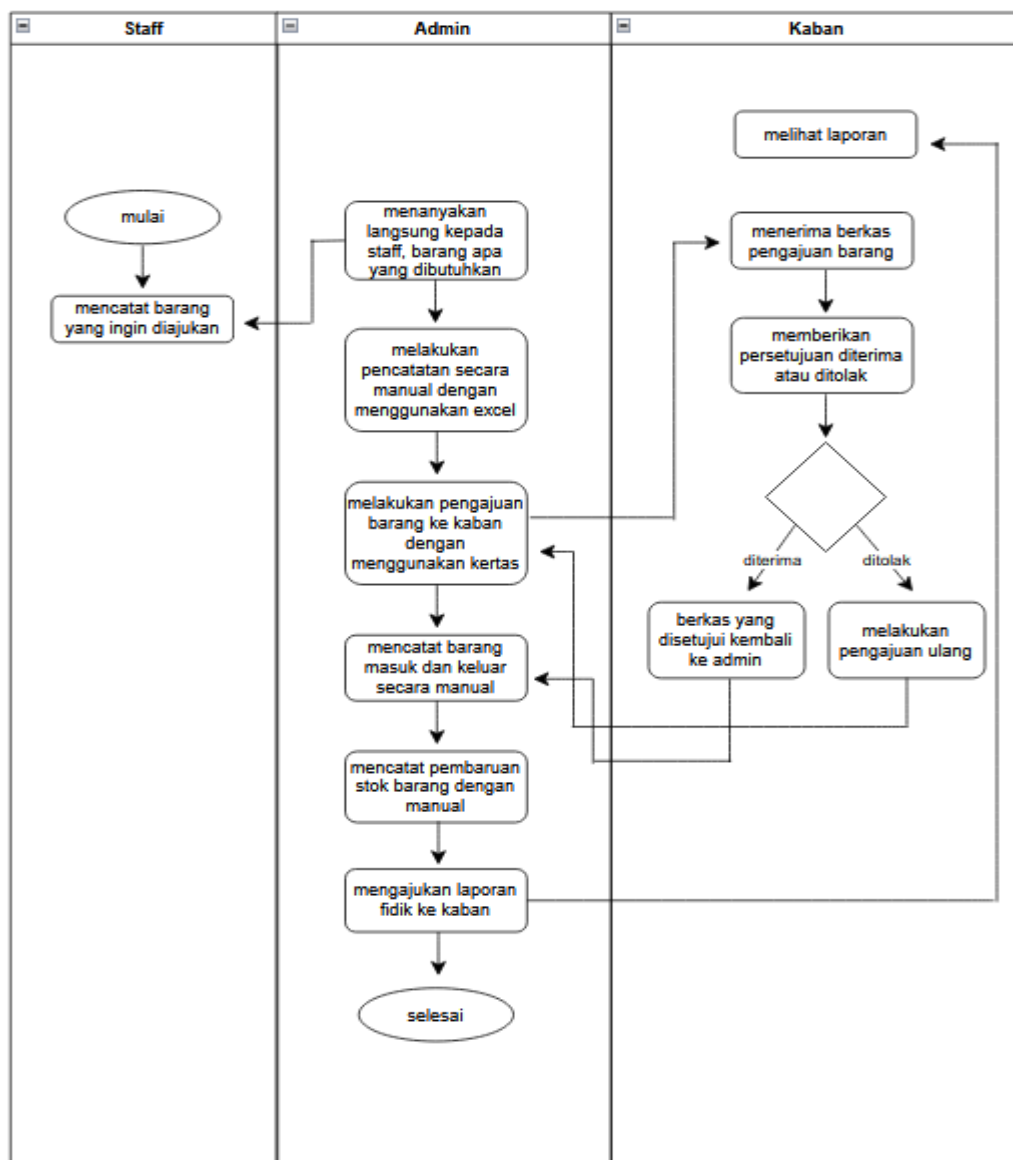 Staff
Admin
Kaban
mulai
mencatat barang
yang ingin diajukan
menanyakan
langsung kepada
staff, barang apa
yang dibutuhkan
melakukan
pencatatan secara
manual dengan
menggunakan excel
melakukan pengajuan
barang ke kaban
dengan
menggunakan kertas
mencatat barang
masuk dan keluar
secara manual
mencatat pembaruan
stok barang dengan
manual
mengajukan laporan
fidik ke kaban
selesai
melihat laporan
menerima berkas
pengajuan barang
memberikan
persetujuan diterima
atau ditolak
diterima
ditolak
berkas yang
disetujui kembali
ke admin
melakukan
pengajuan ulang